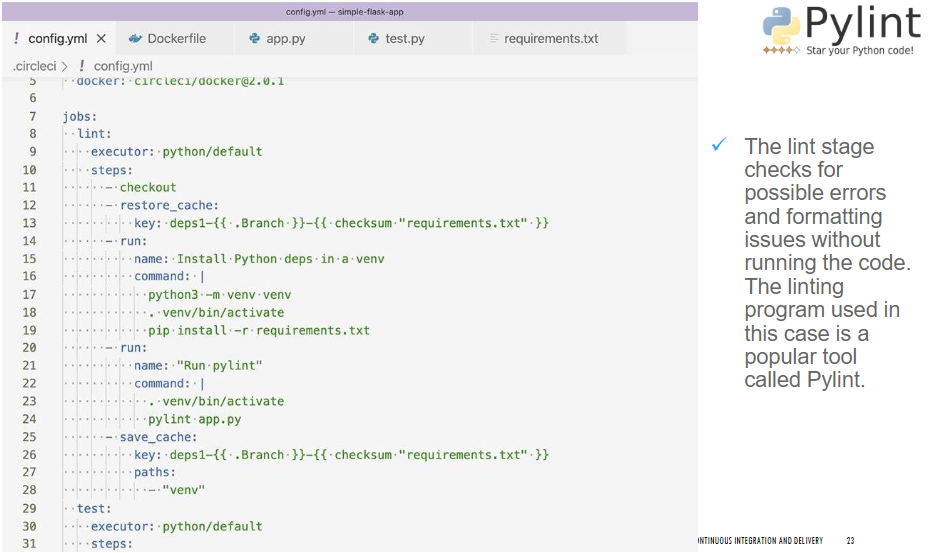 config.yml — simple-flask-app
! config.yml × Dockerfile app.py test.py requirements.txt
.circleci > ! config.yml
5 docker: circleci/docker@2.0.1
6
7 jobs:
8 lint:
9 executor: python/default
10 steps:
11 - checkout
12 - restore_cache:
13 key: deps1-{{ .Branch }}-{{ checksum "requirements.txt" }}
14 - run:
15 name: Install Python deps in a venv
16 command: |
17 python3 -m venv venv
18 . venv/bin/activate
19 pip install -r requirements.txt
20 - run:
21 name: "Run pylint"
22 command: |
23 . venv/bin/activate
24 pylint app.py
25 - save_cache:
26 key: deps1-{{ .Branch }}-{{ checksum "requirements.txt" }}
27 paths:
28 - "venv"
29 test:
30 executor: python/default
31 steps:
Pylint
Star your Python code!
✓ The lint stage
checks for
possible errors
and formatting
issues without
running the code.
The linting
program used in
this case is a
popular tool
called Pylint.
ONTINUOUS INTEGRATION AND DELIVERY 23